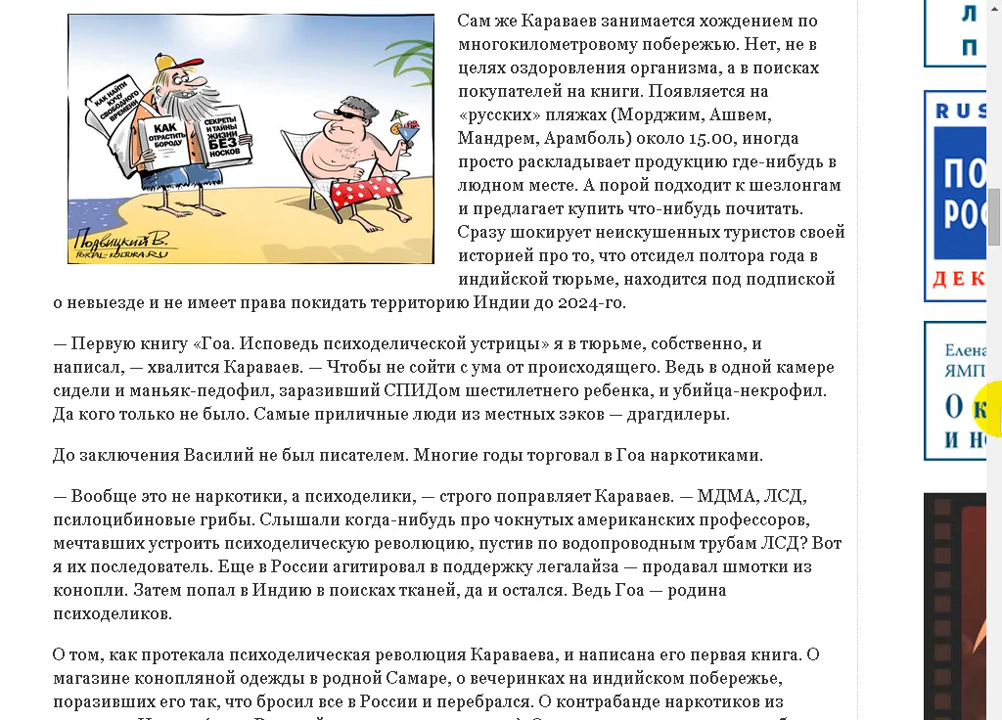 КАК НАЙТИ
КУЧУ
СВОБОДНОГО
ВРЕМЕНИ
КАК
ОТРАСТИТЬ
БОРОДУ
СЕКРЕТЫ
И ТАЙНЫ
ЖИЗНИ
БЕЗ
НОСКОВ
Подвицкий В.
PORTAL-KULTURA.RU
Сам же Караваев занимается хождением по
многокилометровому побережью. Нет, не в
целях оздоровления организма, а в поисках
покупателей на книги. Появляется на
«русских» пляжах (Морджим, Ашвем,
Мандрем, Арамболь) около 15.00, иногда
просто раскладывает продукцию где-нибудь в
людном месте. А порой подходит к шезлонгам
и предлагает купить что-нибудь почитать.
Сразу шокирует неискушенных туристов своей
историей про то, что отсидел полтора года в
индийской тюрьме, находится под подпиской
о невыезде и не имеет права покидать территорию Индии до 2024-го.
— Первую книгу «Гоа. Исповедь психоделической устрицы» я в тюрьме, собственно, и
написал, — хвалится Караваев. — Чтобы не сойти с ума от происходящего. Ведь в одной камере
сидели и маньяк-педофил, заразивший СПИДом шестилетнего ребенка, и убийца-некрофил.
Да кого только не было. Самые приличные люди из местных зэков — драгдилеры.
До заключения Василий не был писателем. Многие годы торговал в Гоа наркотиками.
— Вообще это не наркотики, а психоделики, — строго поправляет Караваев. — МДМА, ЛСД,
псилоцибиновые грибы. Слышали когда-нибудь про чокнутых американских профессоров,
мечтавших устроить психоделическую революцию, пустив по водопроводным трубам ЛСД? Вот
я их последователь. Еще в России агитировал в поддержку легалайза — продавал шмотки из
конопли. Затем попал в Индию в поисках тканей, да и остался. Ведь Гоа — родина
психоделиков.
О том, как протекала психоделическая революция Караваева, и написана его первая книга. О
магазине конопляной одежды в родной Самаре, о вечеринках на индийском побережье,
поразивших его так, что бросил все в России и перебрался. О контрабанде наркотиков из
Л
П
RUS
ПО
РОС
ДЕК
Елена
ЯМП
О к
и н